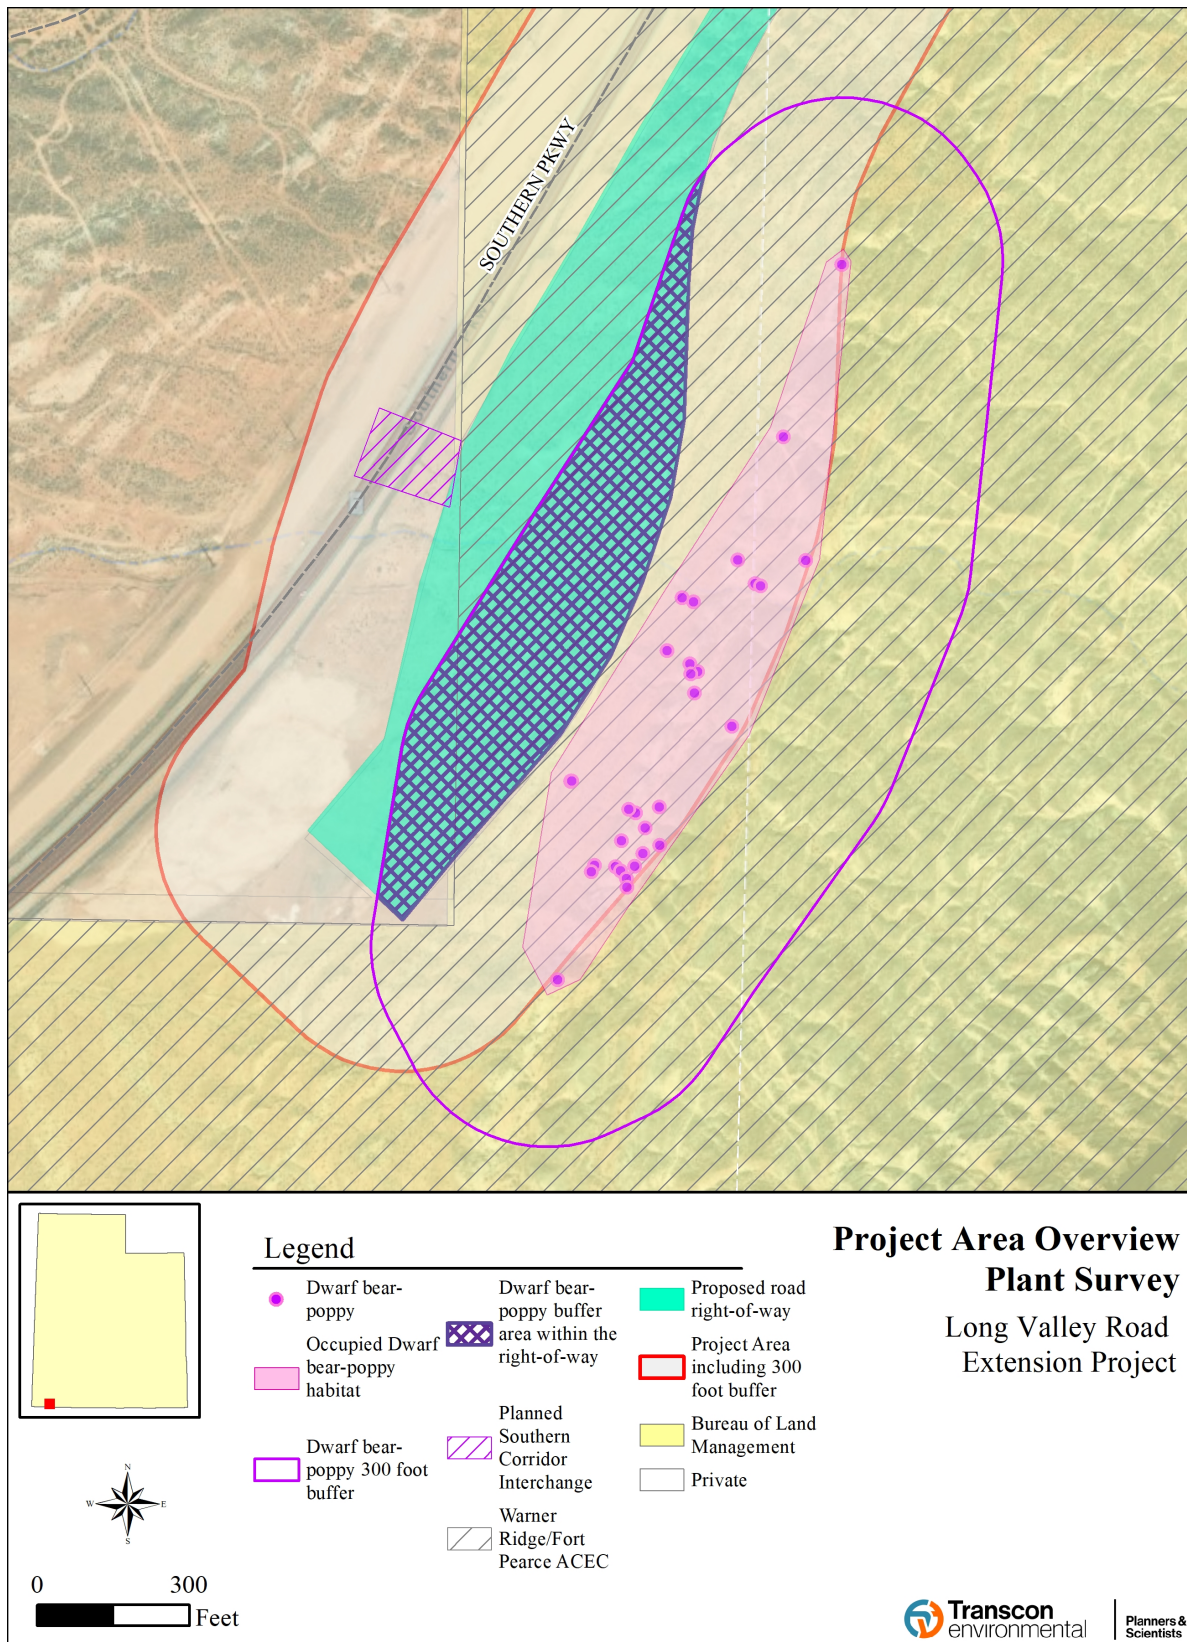 SOUTHERN PKWY
Legend
Dwarf bear-
poppy
Occupied Dwarf
bear-poppy
habitat
Dwarf bear-
poppy 300 foot
buffer
Dwarf bear-
poppy buffer
area within the
right-of-way
Planned
Southern
Corridor
Interchange
Warner
Ridge/Fort
Pearce ACEC
Proposed road
right-of-way
Project Area
including 300
foot buffer
Bureau of Land
Management
Private
Project Area Overview
Plant Survey
Long Valley Road
Extension Project
N
W E
S
0 300
Feet
Transcon
environmental
Planners &
Scientists